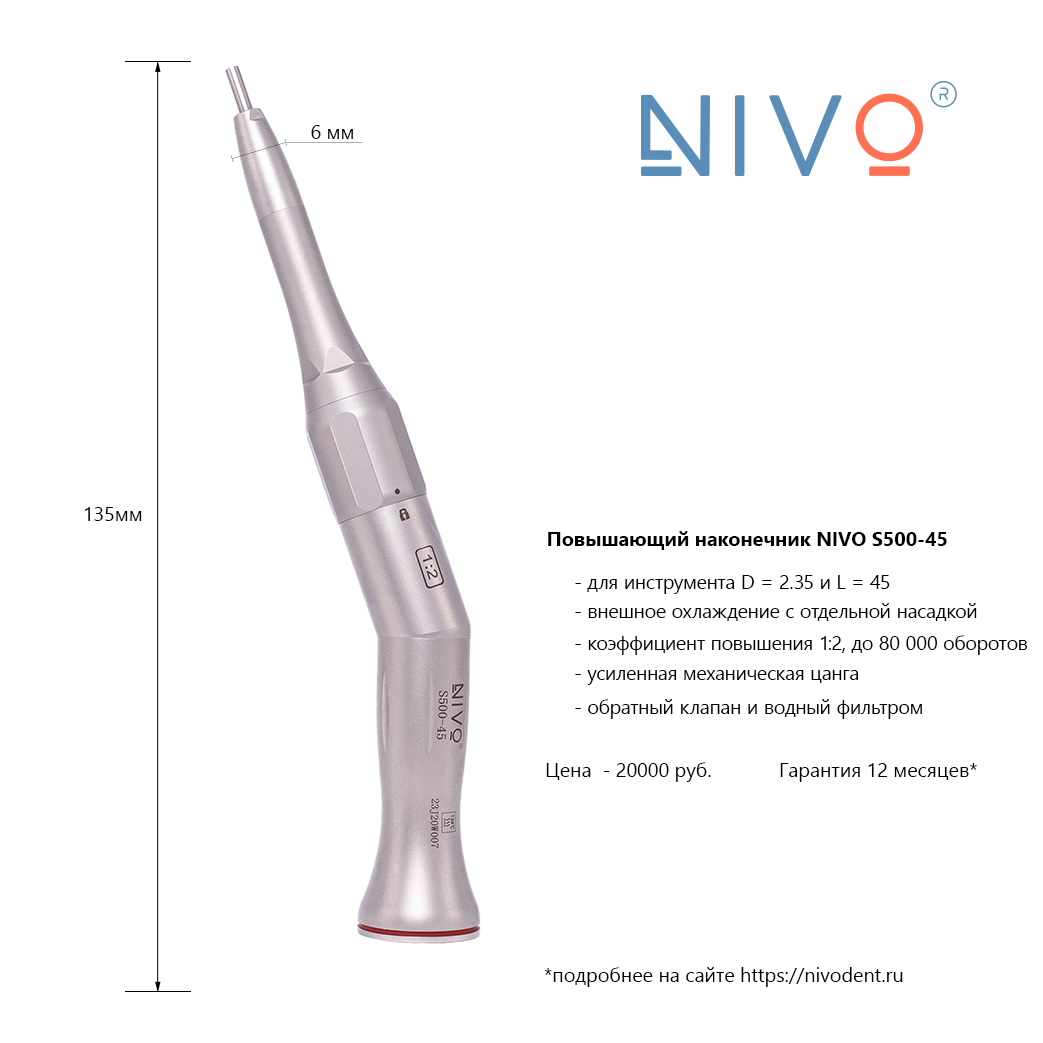 NIVO®
6 мм
135мм
1:2
NIVO®
S500-45
23J20W007
Повышающий наконечник NIVO S500-45
- для инструмента D = 2.35 и L = 45
- внешное охлаждение с отдельной насадкой
- коэффициент повышения 1:2, до 80 000 оборотов
- усиленная механическая цанга
- обратный клапан и водный фильтром
Цена - 20000 руб. Гарантия 12 месяцев*
*подробнее на сайте https://nivodent.ru